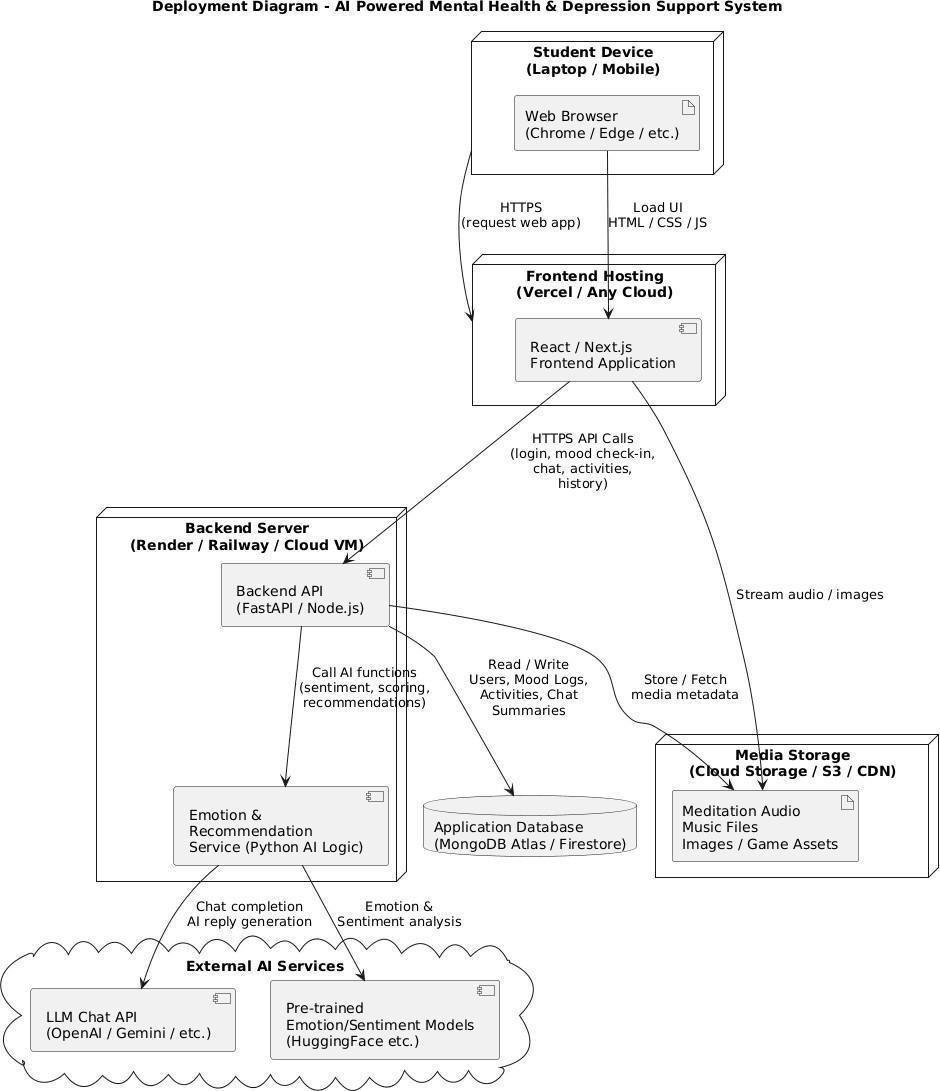 Deployment Diagram - AI Powered Mental Health & Depression Support System
Student Device
(Laptop / Mobile)
Web Browser
(Chrome / Edge / etc.)
HTTPS
(request web app)
Load UI
HTML / CSS / JS
Frontend Hosting
(Vercel / Any Cloud)
React / Next.js
Frontend Application
HTTPS API Calls
(login, mood check-in,
chat, activities,
history)
Backend Server
(Render / Railway / Cloud VM)
Backend API
(FastAPI / Node.js)
Stream audio / images
Call AI functions
(sentiment, scoring,
recommendations)
Read / Write
Users, Mood Logs,
Activities, Chat
Summaries
Store / Fetch
media metadata
Media Storage
(Cloud Storage / S3 / CDN)
Meditation Audio
Music Files
Images / Game Assets
Emotion &
Recommendation
Service (Python AI Logic)
Application Database
(MongoDB Atlas / Firestore)
Chat completion
AI reply generation
Emotion &
Sentiment analysis
External AI Services
LLM Chat API
(OpenAI / Gemini / etc.)
Pre-trained
Emotion/Sentiment Models
(HuggingFace etc.)